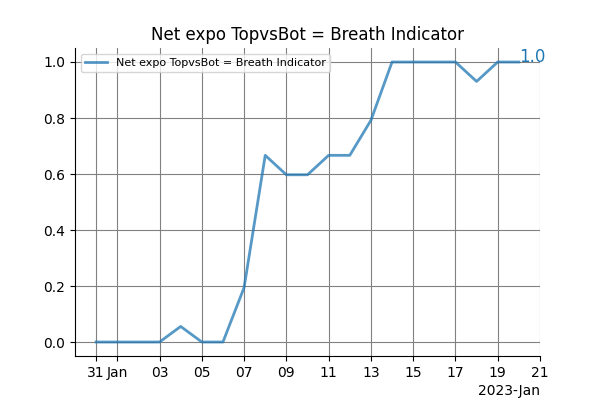 Net expo TopvsBot = Breath Indicator
1.0
Net expo TopvsBot = Breath Indicator
1.0
0.8
0.6
0.4
0.2
0.0
31 Jan 03 05 07 09 11 13 15 17 19 21
2023-Jan